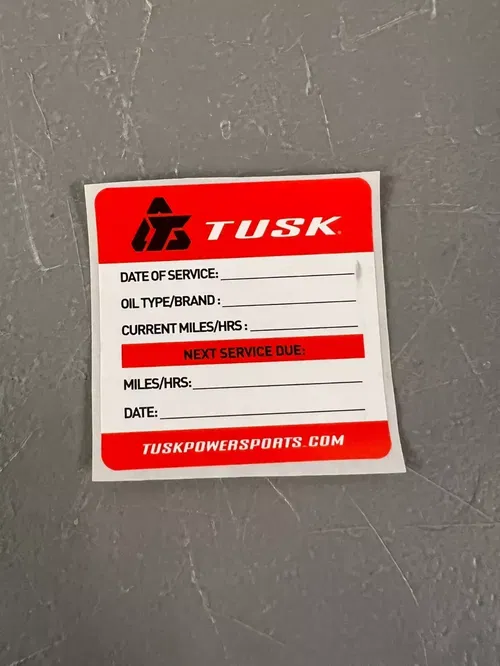 TUSK®
DATE OF SERVICE:
OIL TYPE/BRAND :
CURRENT MILES/HRS :
NEXT SERVICE DUE:
MILES/HRS:
DATE:
TUSKPOWERSPORTS.COM